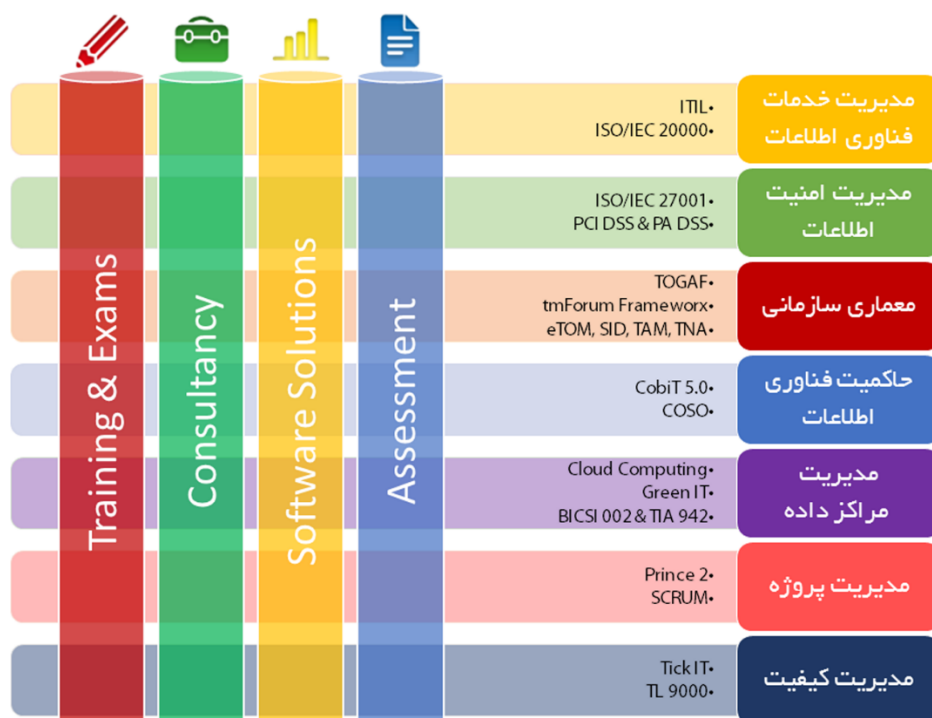 Training & Exams
Consultancy
Software Solutions
Assessment
مدیریت خدمات
فناوری اطلاعات
ITIL•
ISO/IEC 20000•
مدیریت امنیت
اطلاعات
ISO/IEC 27001•
PCI DSS & PA DSS•
معماری سازمانی
TOGAF•
tmForum Frameworx•
eTOM, SID, TAM, TNA•
حاکمیت فناوری
اطلاعات
CobiT 5.0•
COSO•
مدیریت
مراکز داده
Cloud Computing•
Green IT•
BICSI 002 & TIA 942•
مدیریت پروژه
Prince 2•
SCRUM•
مدیریت کیفیت
Tick IT•
TL 9000•